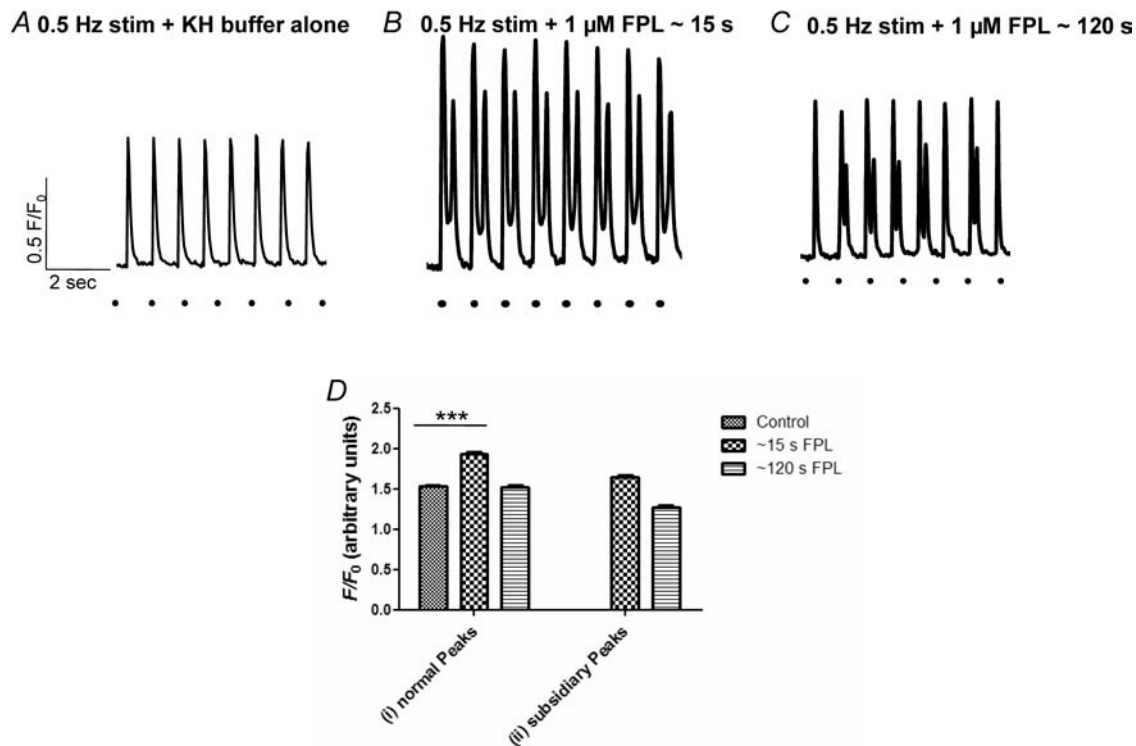 A 0.5 Hz stim + KH buffer alone
B 0.5 Hz stim + 1 µM FPL ~ 15 s
C 0.5 Hz stim + 1 µM FPL ~ 120 s
0.5 F/F0
2 sec
D
***
2.5
2.0
1.5
1.0
0.5
0.0
F/F0 (arbitrary units)
(i) normal Peaks
(ii) subsidiary Peaks
Control
~15 s FPL
~120 s FPL